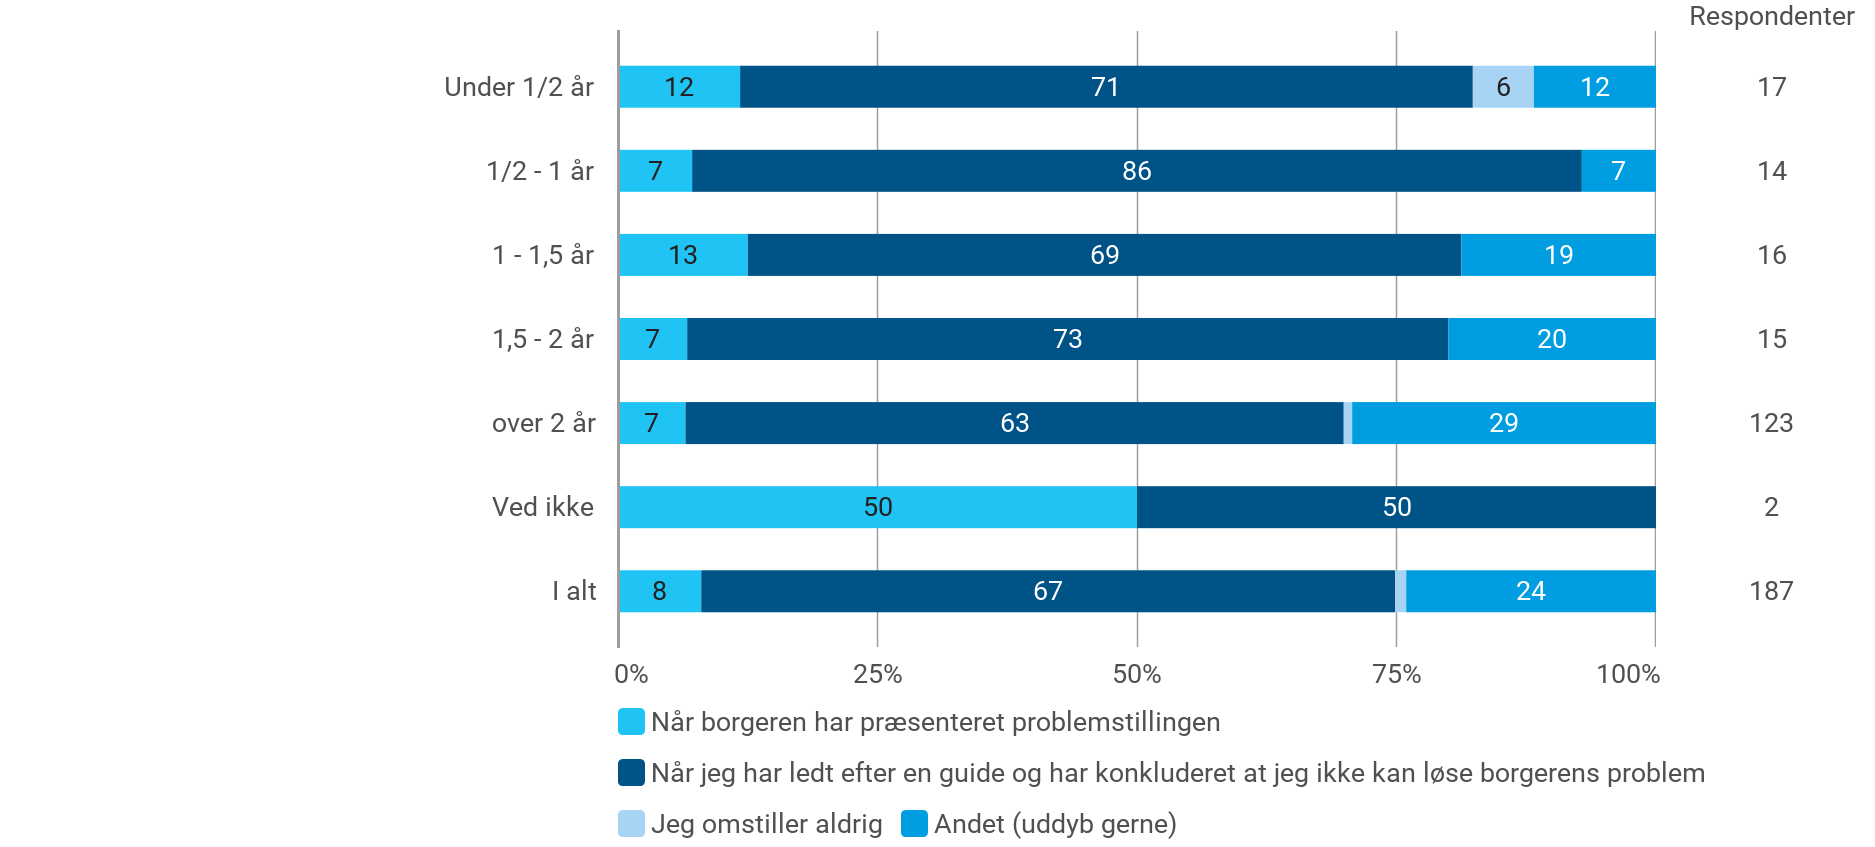 Respondenter
Under 1/2 år 12 71 6 12 17
1/2 - 1 år 7 86 7 14
1 - 1,5 år 13 69 19 16
1,5 - 2 år 7 73 20 15
over 2 år 7 63 29 123
Ved ikke 50 50 2
I alt 8 67 24 187
0% 25% 50% 75% 100%
Når borgeren har præsenteret problemstillingen
Når jeg har ledt efter en guide og har konkluderet at jeg ikke kan løse borgerens problem
Jeg omstiller aldrig Andet (uddyb gerne)